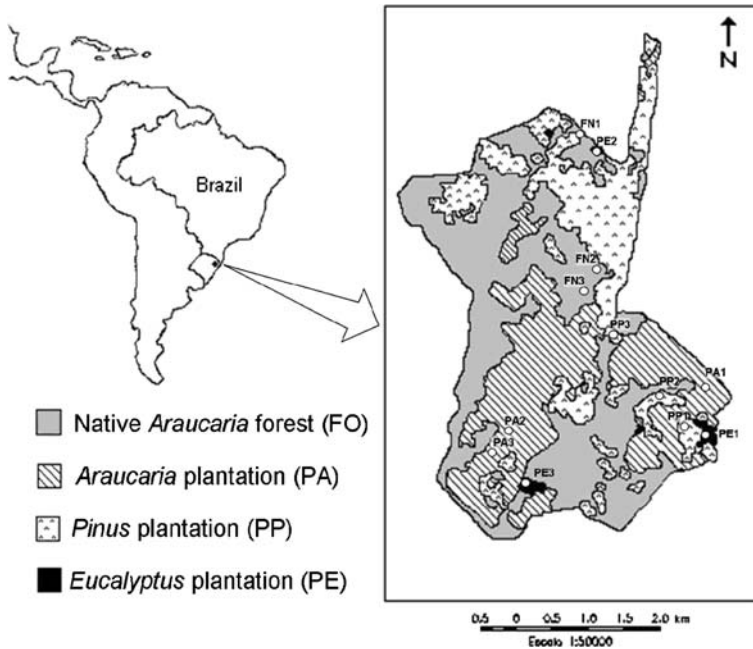 Brazil
Native Araucaria forest (FO)
Araucaria plantation (PA)
Pinus plantation (PP)
Eucalyptus plantation (PE)
N
FN1
PE2
FN2
FN3
PP3
PA1
PP2
PP1
PE1
PA2
PA3
PE3
0.5 0 0.5 1.0 1.5 2.0 km
Escala 1:50000